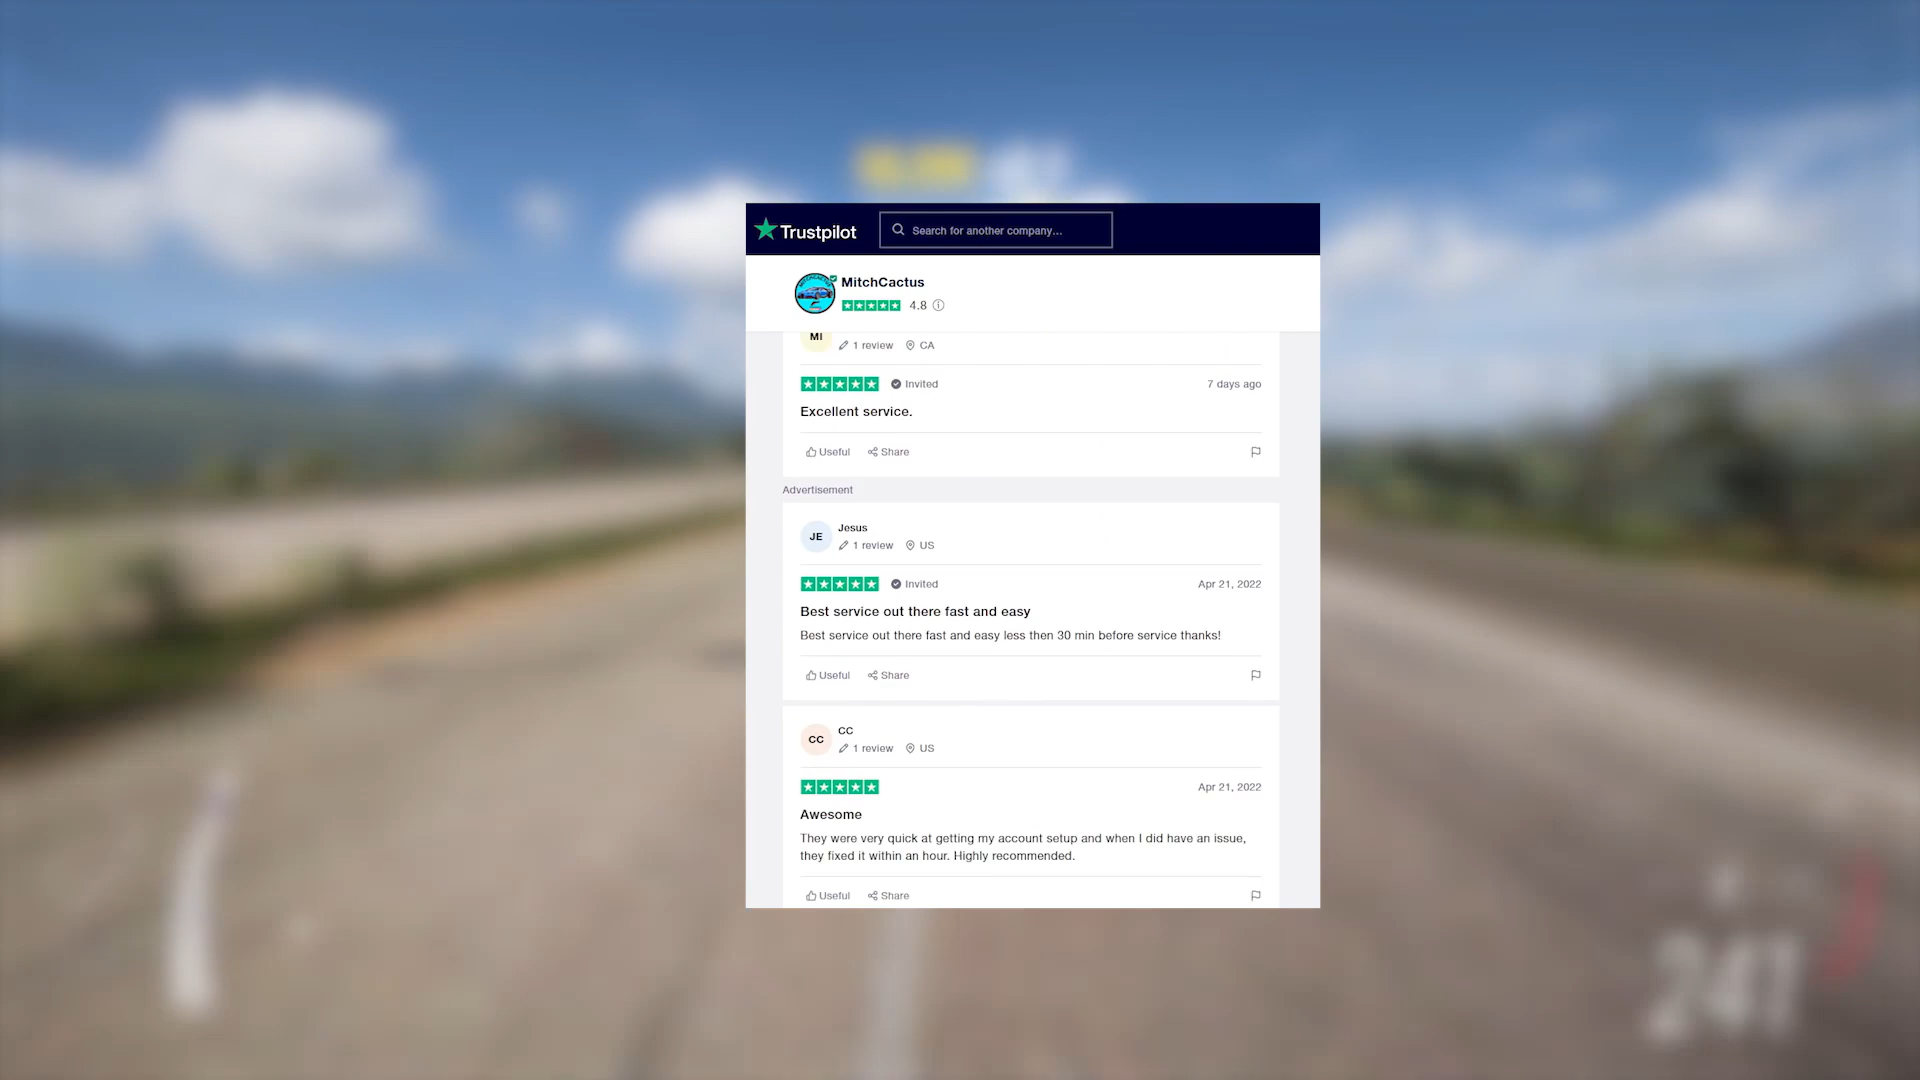 Trustpilot
Search for another company...
MitchCactus
4.8
MI
1 review CA
Invited 7 days ago
Excellent service.
Useful Share
Advertisement
JE
Jesus
1 review US
Invited Apr 21, 2022
Best service out there fast and easy
Best service out there fast and easy less then 30 min before service thanks!
Useful Share
CC
CC
1 review US
Apr 21, 2022
Awesome
They were very quick at getting my account setup and when I did have an issue,
they fixed it within an hour. Highly recommended.
Useful Share
241